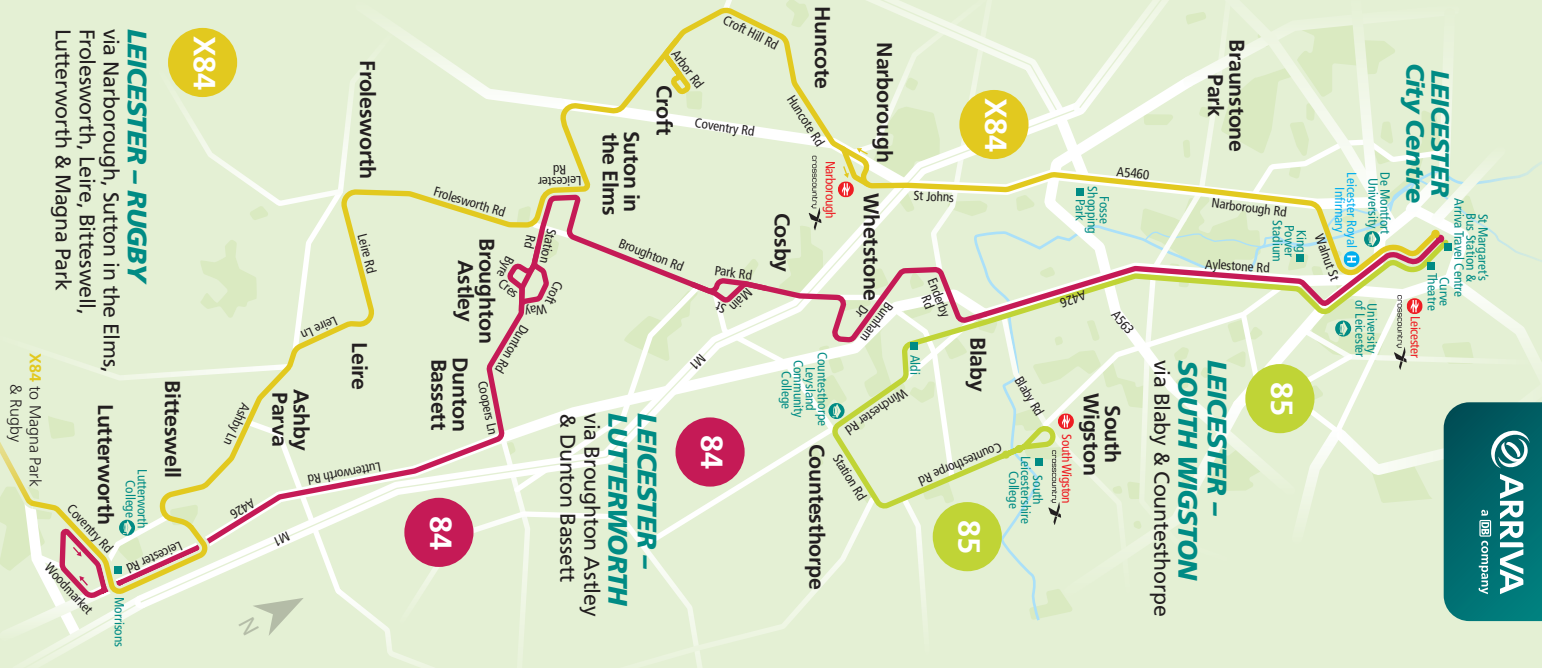 ARRIVA
a DB company
LEICESTER
City Centre
St Margaret's
Bus Station &
Arriva Travel Centre
Curve
Theatre
Leicester
crosscountry
De Montfort
University
Leicester Royal
Infirmary
H
University
of Leicester
King
Power
Stadium
Walnut St
Narborough Rd
Aylestone Rd
Braunstone
Park
A5460
A426
A563
Fosse
Shopping
Park
LEICESTER –
SOUTH WIGSTON
via Blaby & Countesthorpe
85
X84
St Johns
Narborough
Narborough
crosscountry
Huncote
Huncote Rd
Croft Hill Rd
Arbor Rd
Croft
Coventry Rd
Whetstone
Enderby
Rd
Burnham
Dr
Blaby
Blaby Rd
South
Wigston
South Wigston
crosscountry
South
Leicestershire
College
Aldi
Winchester Rd
Countesthorpe
Leysland
Community
College
Countesthorpe
Station Rd
Countesthorpe Rd
85
Cosby
Park Rd
Main
St
Broughton Rd
M1
Suton in
the Elms
Leicester
Rd
Station
Rd
Broughton
Astley
Byre
Cres
Croft
Way
Dunton Rd
Dunton
Bassett
Coopers Ln
84
LEICESTER –
LUTTERWORTH
via Broughton Astley
& Dunton Bassett
84
Frolesworth
Frolesworth Rd
Leire Rd
Leire
Leire Ln
Ashby
Parva
Ashby Ln
Lutterworth Rd
A426
M1
Bitteswell
Lutterworth
Lutterworth
College
Leicester Rd
Coventry Rd
Woodmarket
Morrisons
X84 to Magna Park
& Rugby
N
X84
LEICESTER – RUGBY
via Narborough, Sutton in the Elms,
Frolesworth, Leire, Bitteswell,
Lutterworth & Magna Park